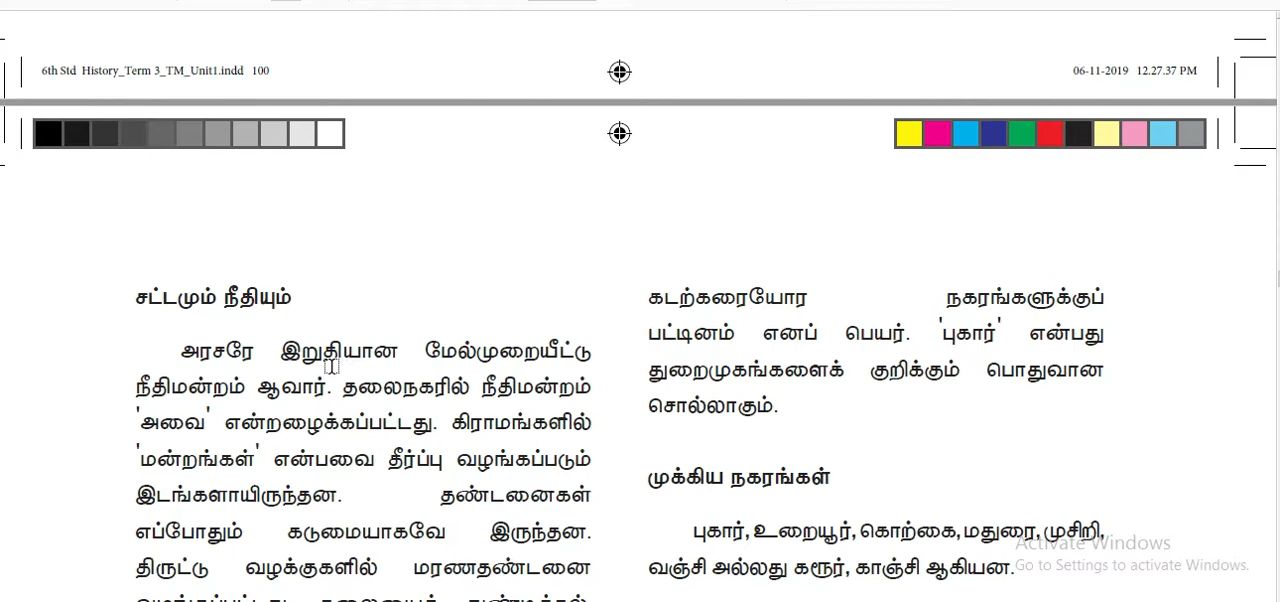 6th Std History_Term 3_TM_Unit1.indd 100
06-11-2019 12.27.37 PM
சட்டமும் நீதியும்
அரசரே இறுதியான மேல்முறையீட்டு
நீதிமன்றம் ஆவார். தலைநகரில் நீதிமன்றம்
'அவை' என்றழைக்கப்பட்டது. கிராமங்களில்
'மன்றங்கள்' என்பவை தீர்ப்பு வழங்கப்படும்
இடங்களாயிருந்தன. தண்டனைகள்
எப்போதும் கடுமையாகவே இருந்தன.
திருட்டு வழக்குகளில் மரணதண்டனை
கடற்கரையோர நகரங்களுக்குப்
பட்டினம் எனப் பெயர். 'புகார்' என்பது
துறைமுகங்களைக் குறிக்கும் பொதுவான
சொல்லாகும்.
முக்கிய நகரங்கள்
புகார், உறையூர், கொற்கை, மதுரை, முசிறி,
வஞ்சி அல்லது கரூர், காஞ்சி ஆகியன.
Activate Windows
Go to Settings to activate Windows.